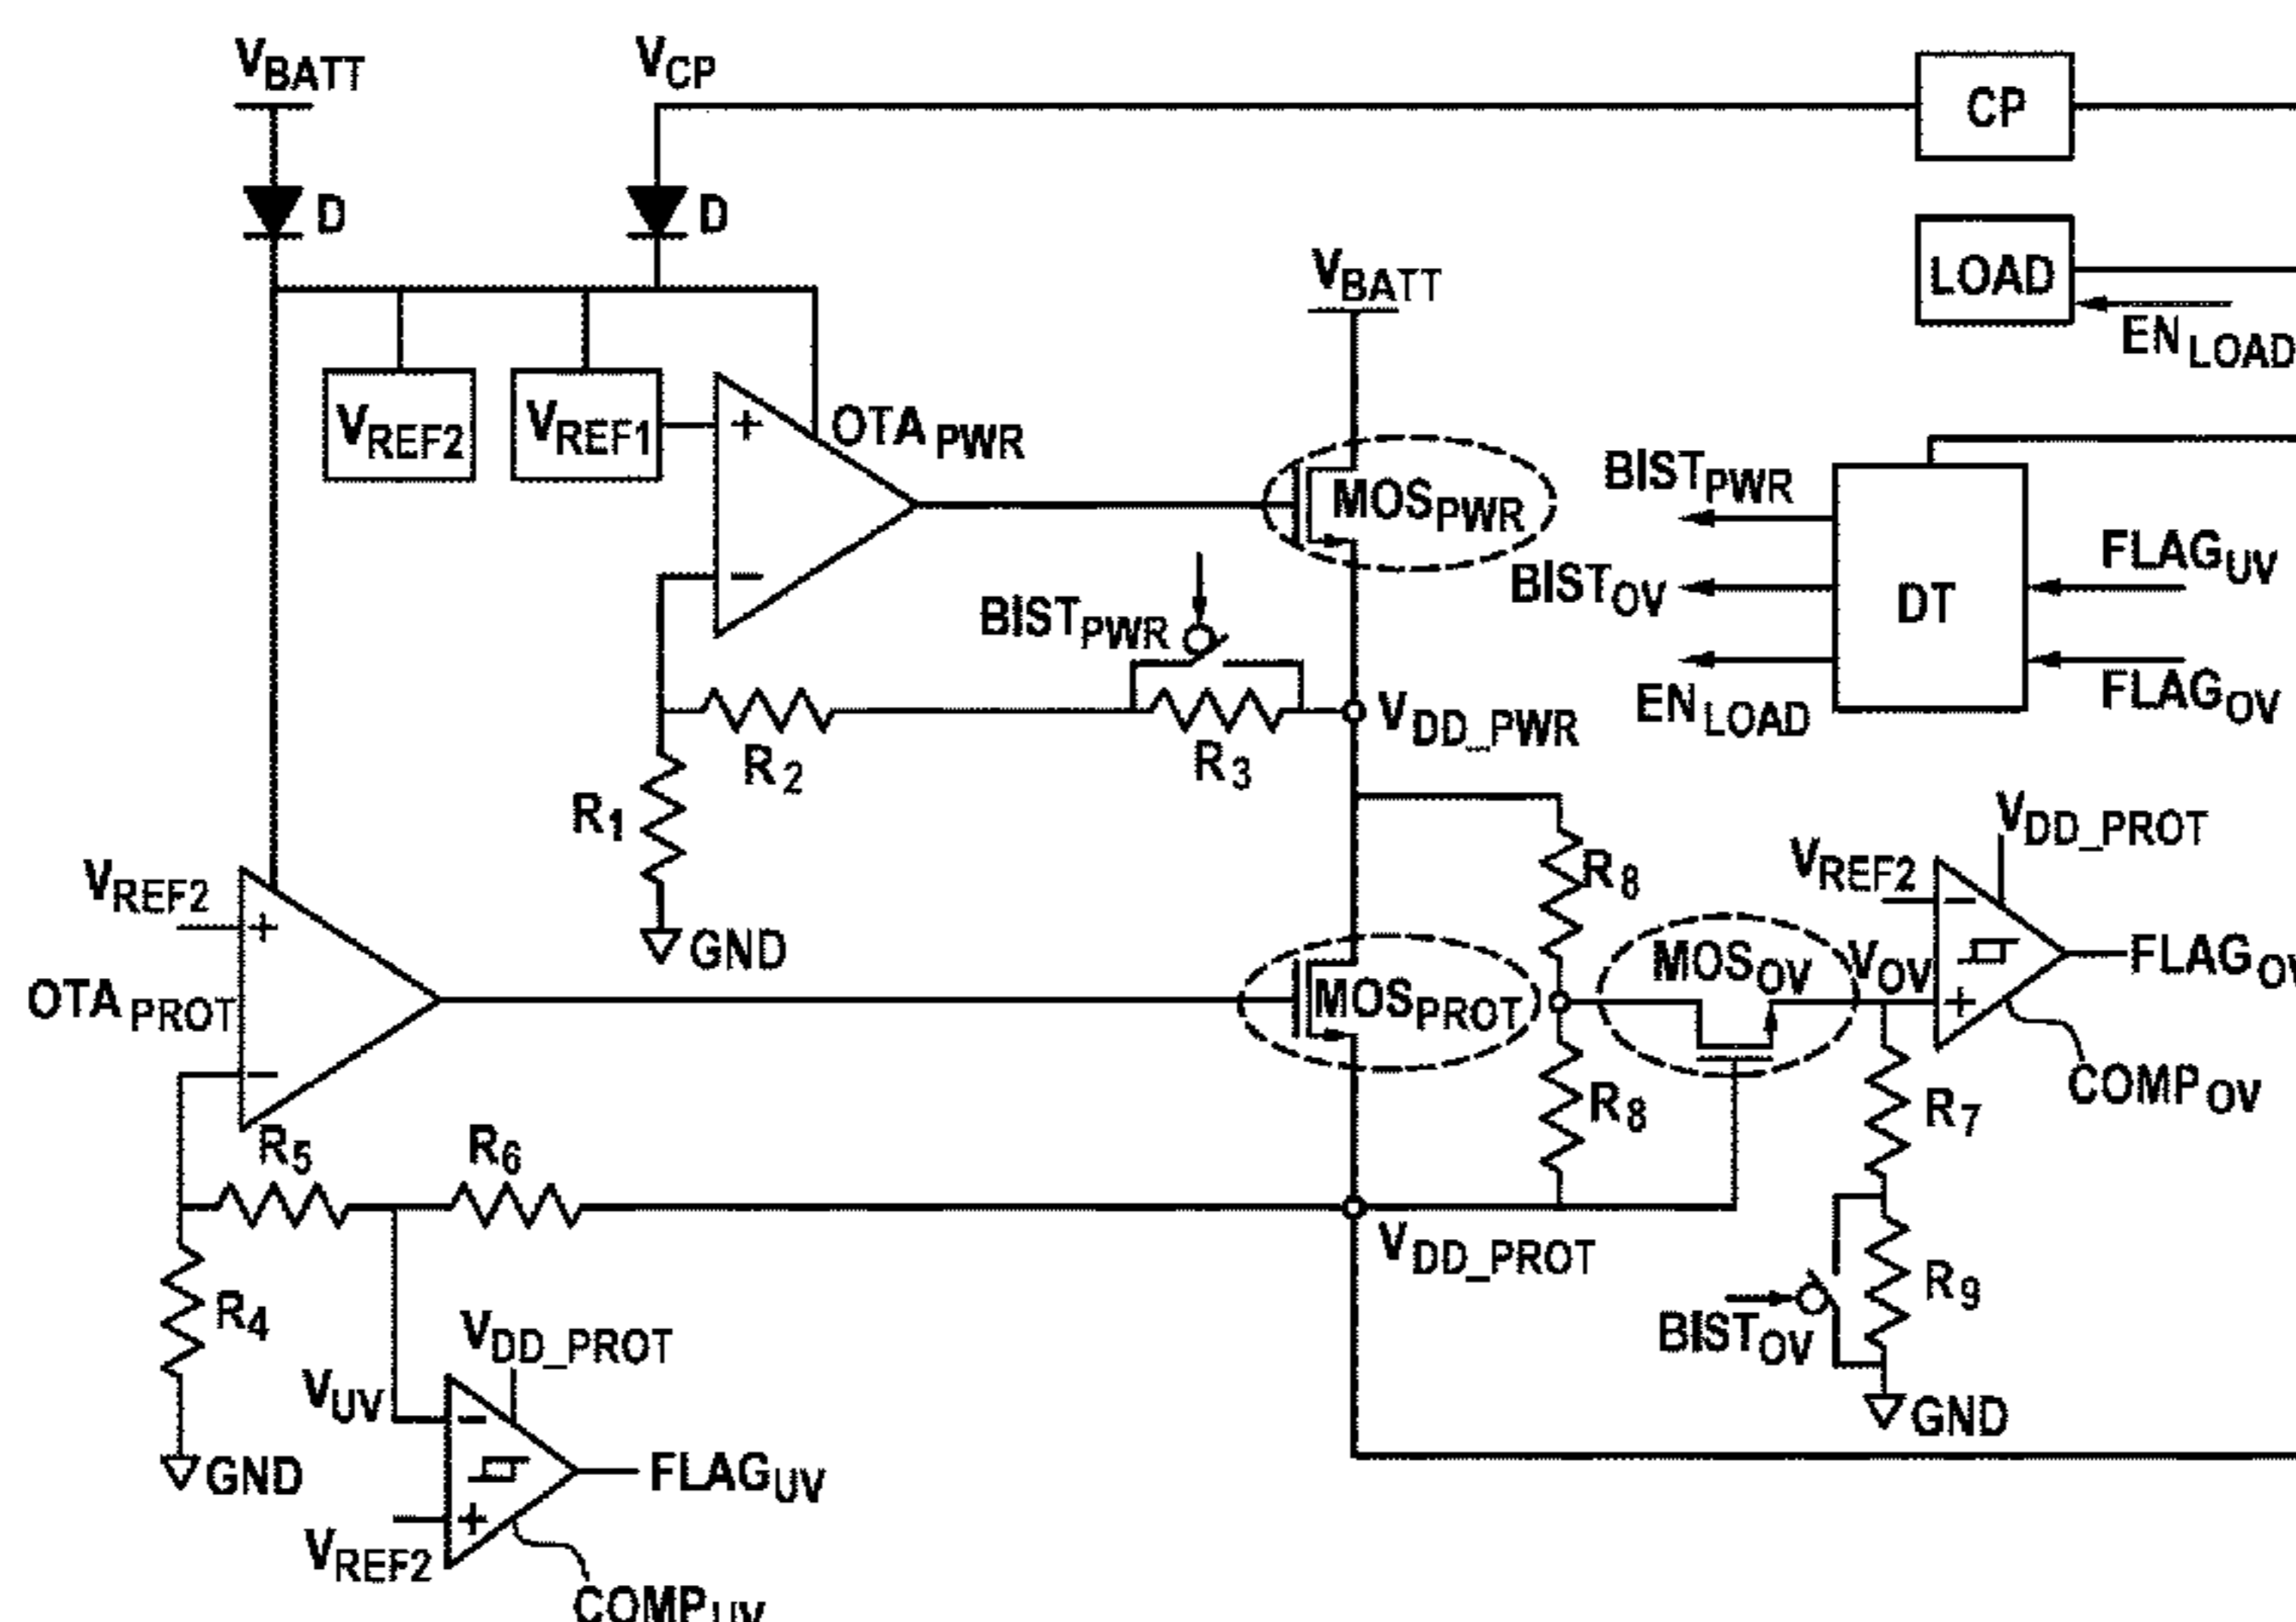 VBATT
VCP
CP
D
D
VBATT
LOAD
ENLOAD
VREF2
VREF1
+
OTAPWR
MOSPWR
BISTPWR
FLAGUV
BISTOV
DT
FLAGOV
ENLOAD
−
BISTPWR
VDD_PWR
R2
R3
R1
VDD_PROT
R8
VREF2
−
VREF2
+
GND
MOSOV
VOV
FLAGOV
OTAPROT
MOSPROT
+
COMPOV
−
R8
R7
R5
R6
VDD_PROT
R9
R4
BISTOV
VDD_PROT
VUV
−
GND
GND
FLAGUV
+
VREF2
COMPUV